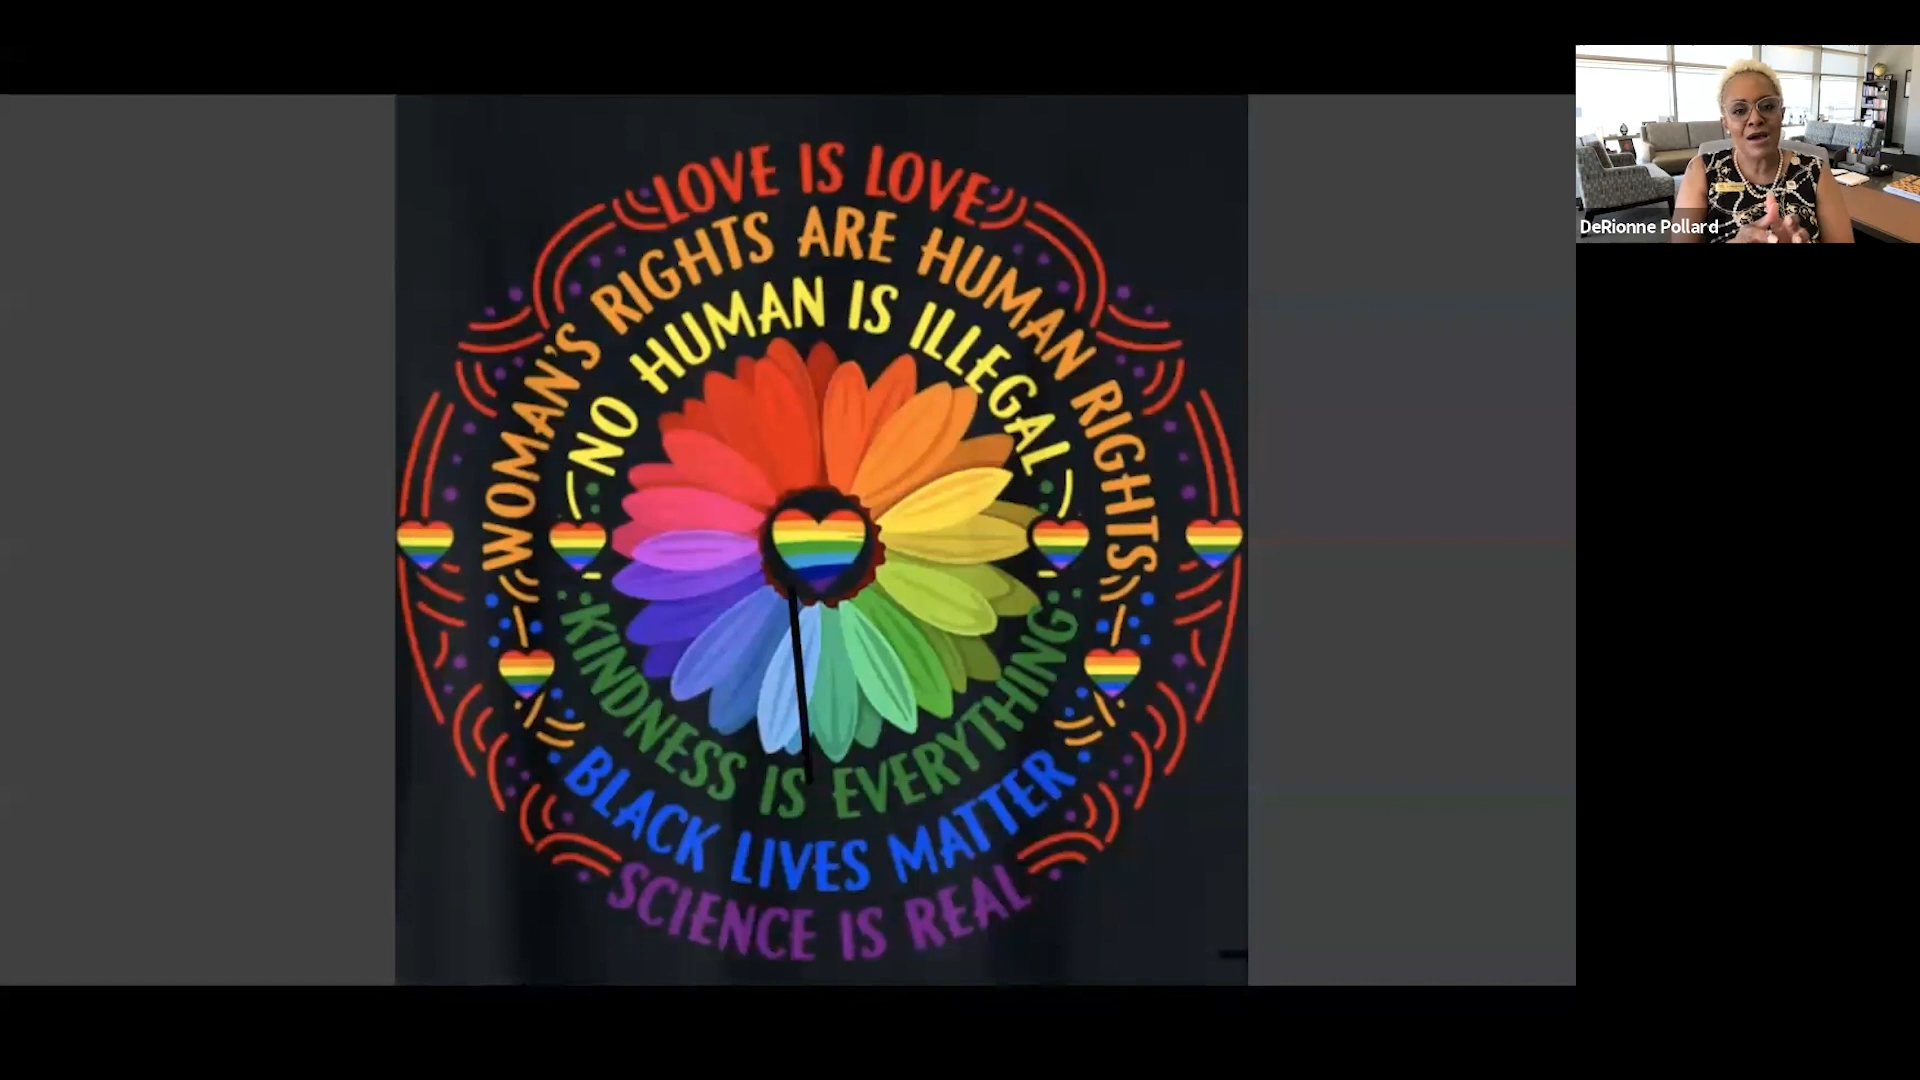 LOVE IS LOVE
WOMAN'S RIGHTS ARE HUMAN RIGHTS
NO HUMAN IS ILLEGAL
KINDNESS IS EVERYTHING
BLACK LIVES MATTER
SCIENCE IS REAL
DeRionne Pollard